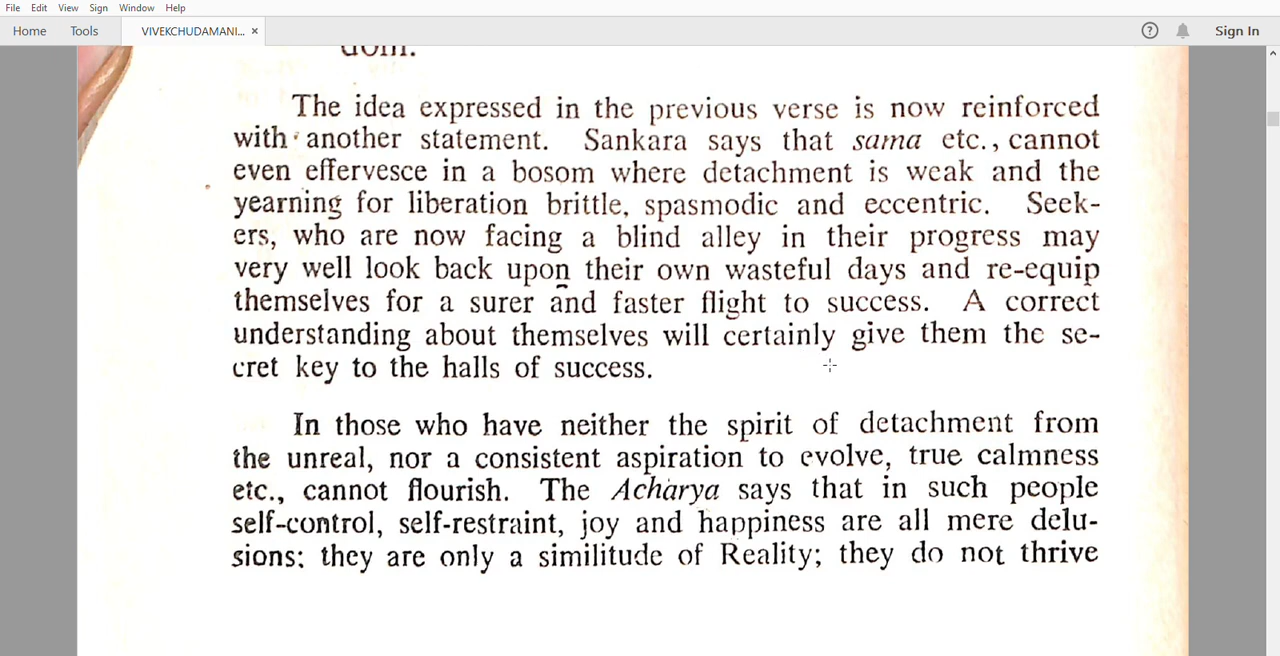 File Edit View Sign Window Help
Home Tools VIVEKCHUDAMANI... × ? Sign In
dom.
The idea expressed in the previous verse is now reinforced
with another statement. Sankara says that sama etc., cannot
even effervesce in a bosom where detachment is weak and the
yearning for liberation brittle, spasmodic and eccentric. Seek-
ers, who are now facing a blind alley in their progress may
very well look back upon their own wasteful days and re-equip
themselves for a surer and faster flight to success. A correct
understanding about themselves will certainly give them the se-
cret key to the halls of success.
In those who have neither the spirit of detachment from
the unreal, nor a consistent aspiration to evolve, true calmness
etc., cannot flourish. The Acharya says that in such people
self-control, self-restraint, joy and happiness are all mere delu-
sions; they are only a similitude of Reality; they do not thrive